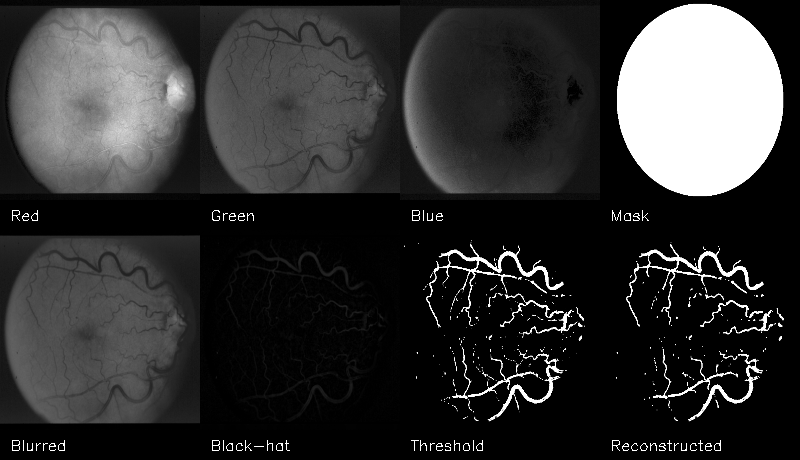 Red
Green
Blue
Mask
Blurred
Black-hat
Threshold
Reconstructed